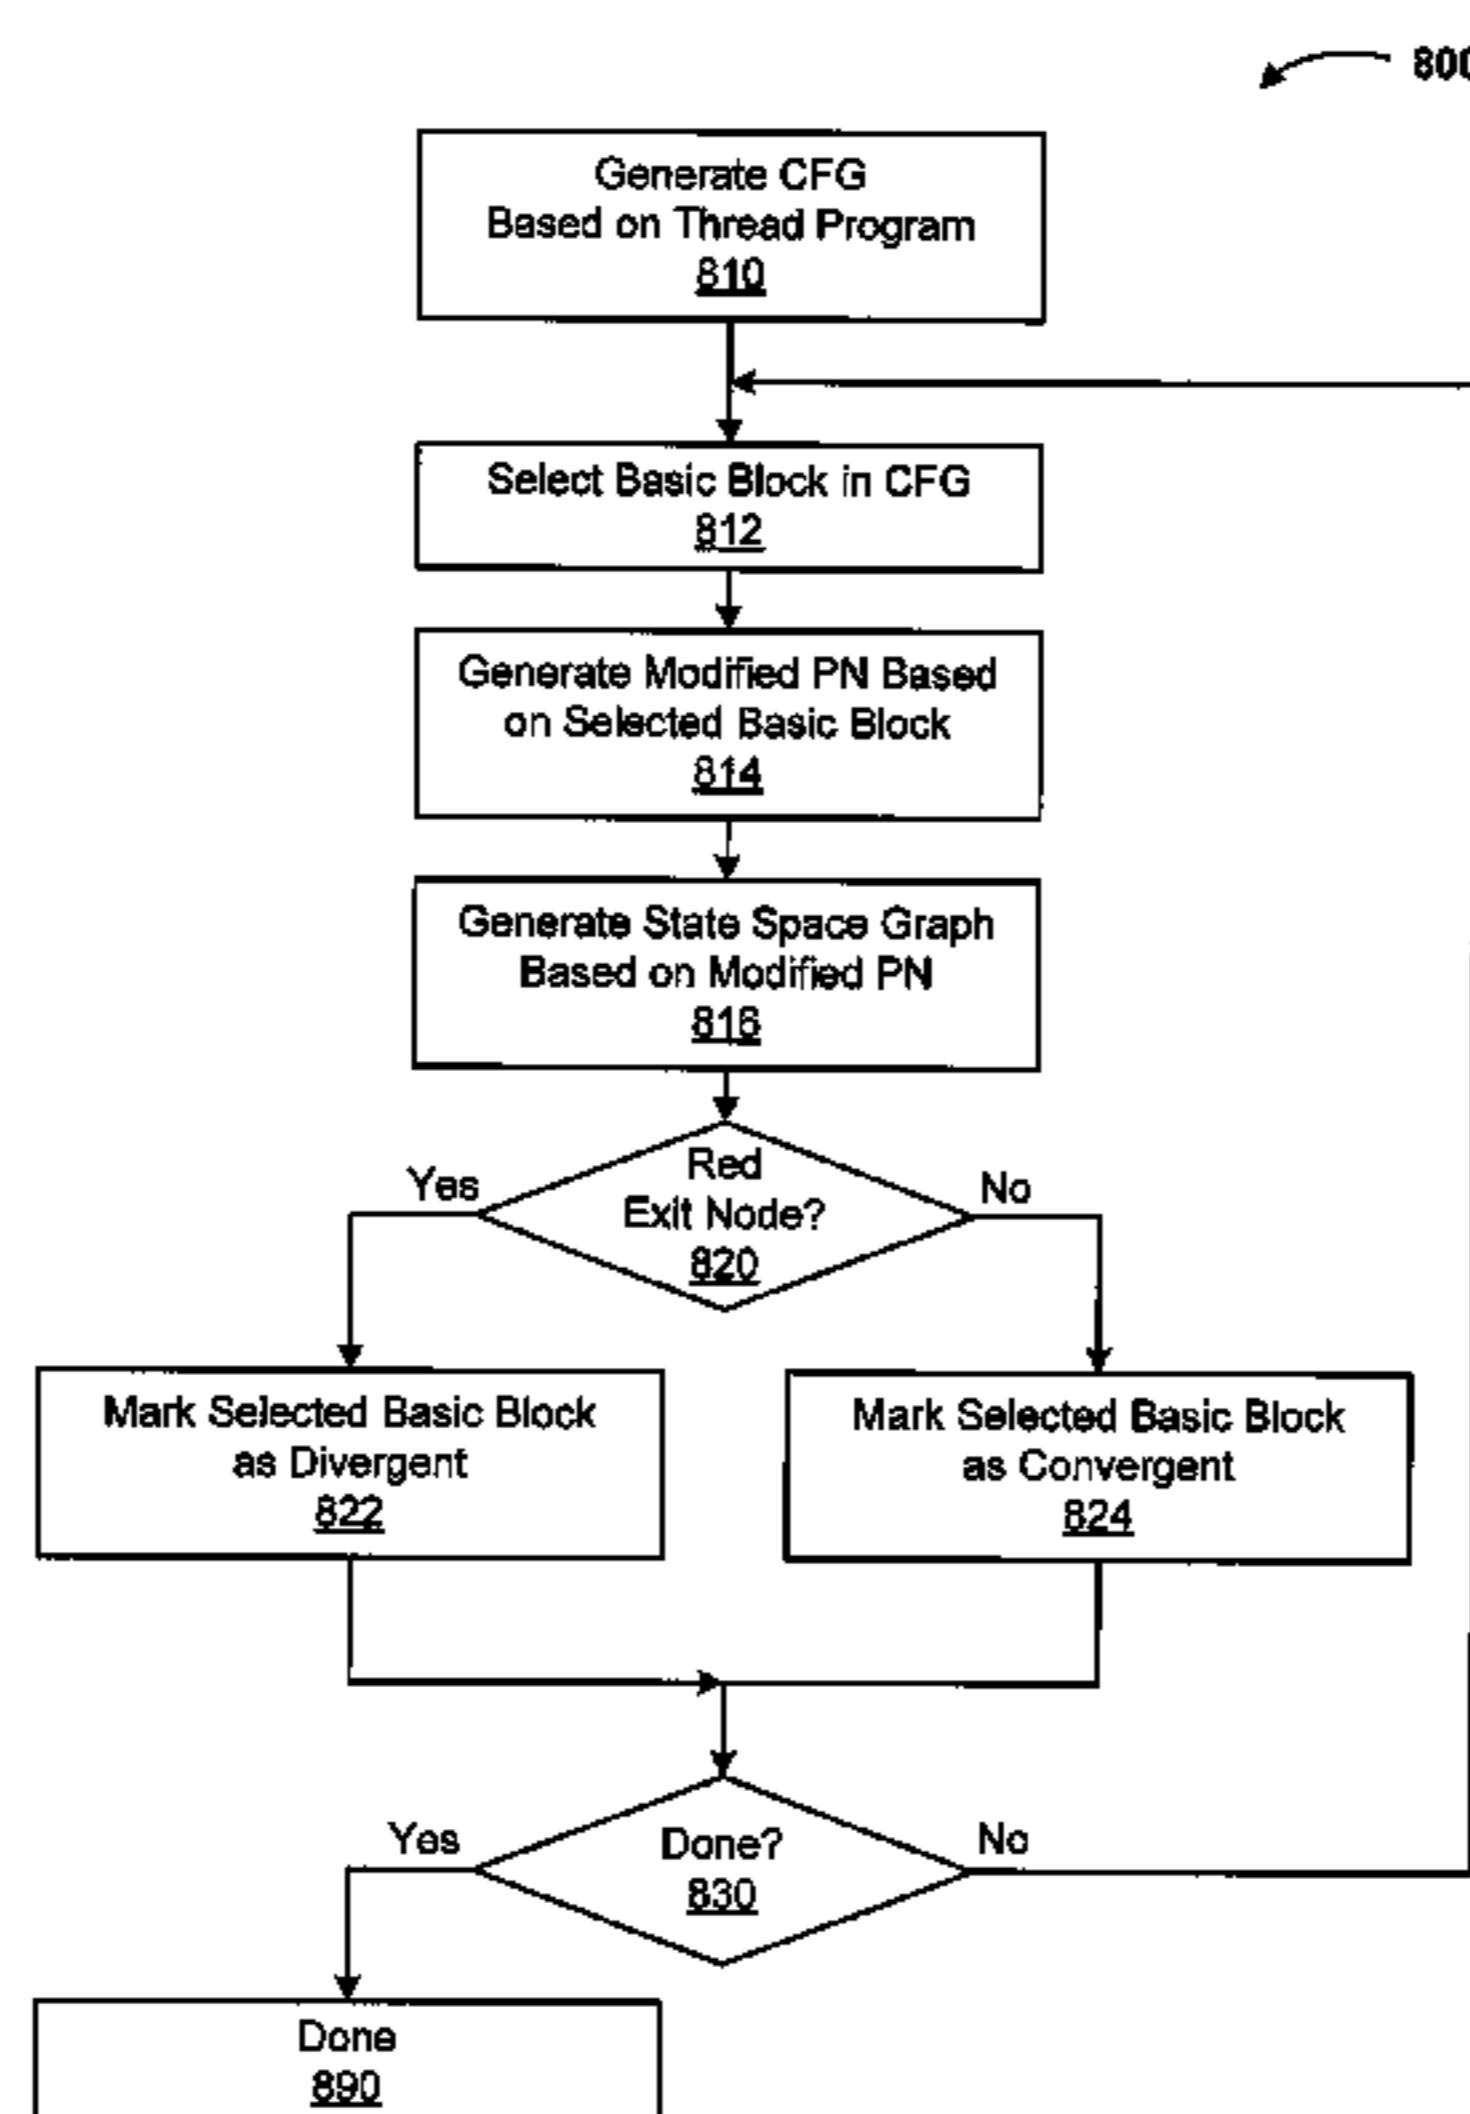 800
Generate CFG
Based on Thread Program
810
Select Basic Block in CFG
812
Generate Modified PN Based
on Selected Basic Block
814
Generate State Space Graph
Based on Modified PN
816
Yes
Red
Exit Node?
820
No
Mark Selected Basic Block
as Divergent
822
Mark Selected Basic Block
as Convergent
824
Yes
Done?
830
No
Done
890